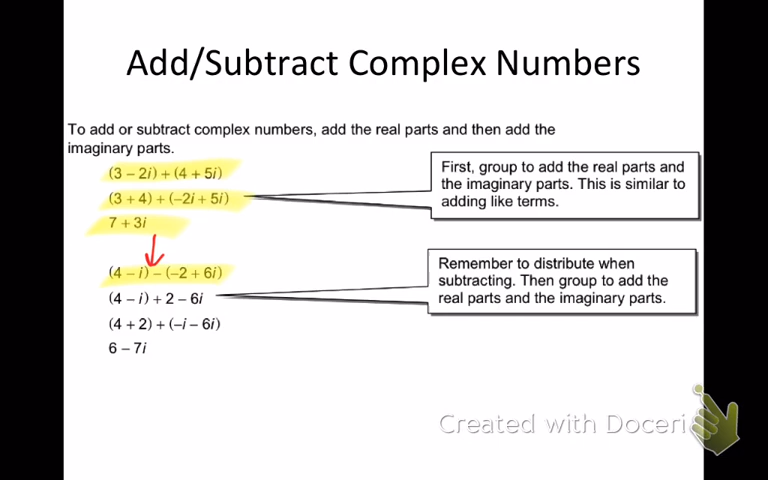 Add/Subtract Complex Numbers
To add or subtract complex numbers, add the real parts and then add the
imaginary parts.
(3 – 2i) + (4 + 5i)
(3 + 4) + (–2i + 5i)
7 + 3i
First, group to add the real parts and
the imaginary parts. This is similar to
adding like terms.
(4 – i) – (–2 + 6i)
(4 – i) + 2 – 6i
(4 + 2) + (–i – 6i)
6 – 7i
Remember to distribute when
subtracting. Then group to add the
real parts and the imaginary parts.
Created with Doceri